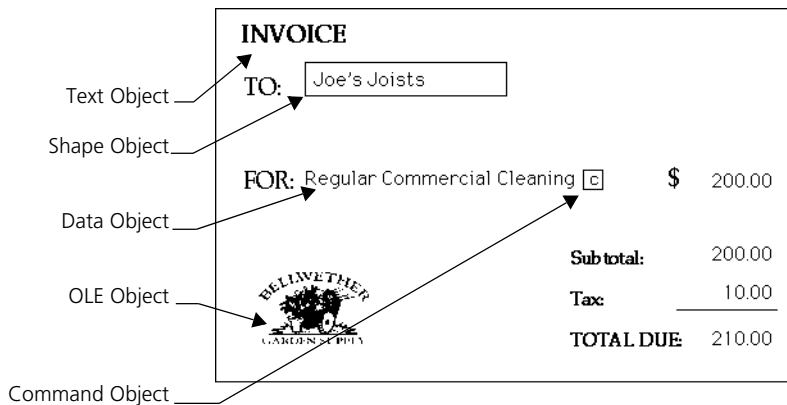 INVOICE
TO: Joe's Joists
Text Object
Shape Object
FOR: Regular Commercial Cleaning c $ 200.00
Data Object
Subtotal: 200.00
OLE Object
BELLWETHER
GARDEN SUPPLY
Tax: 10.00
TOTAL DUE: 210.00
Command Object